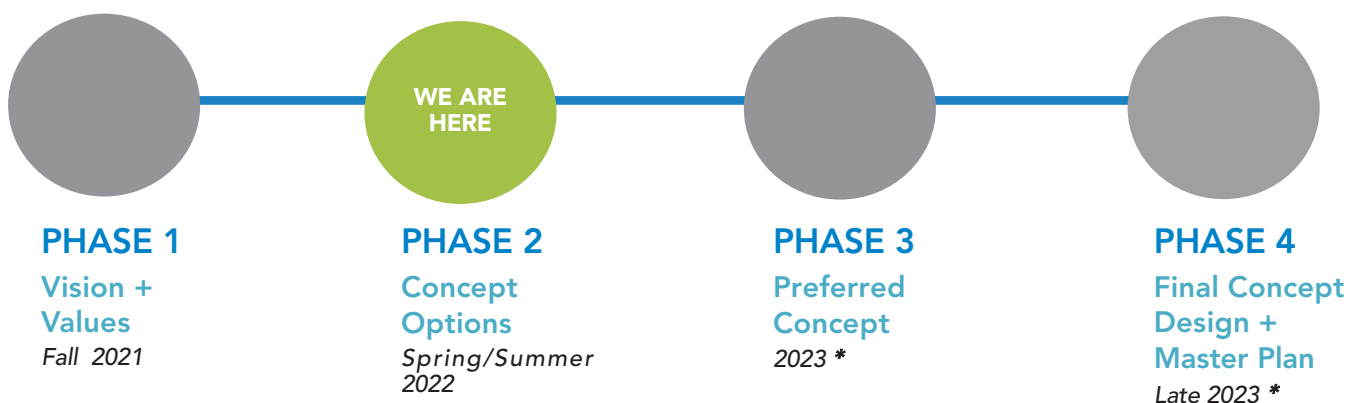 WE ARE
HERE
PHASE 1
Vision +
Values
Fall 2021
PHASE 2
Concept
Options
Spring/Summer
2022
PHASE 3
Preferred
Concept
2023 *
PHASE 4
Final Concept
Design +
Master Plan
Late 2023 *